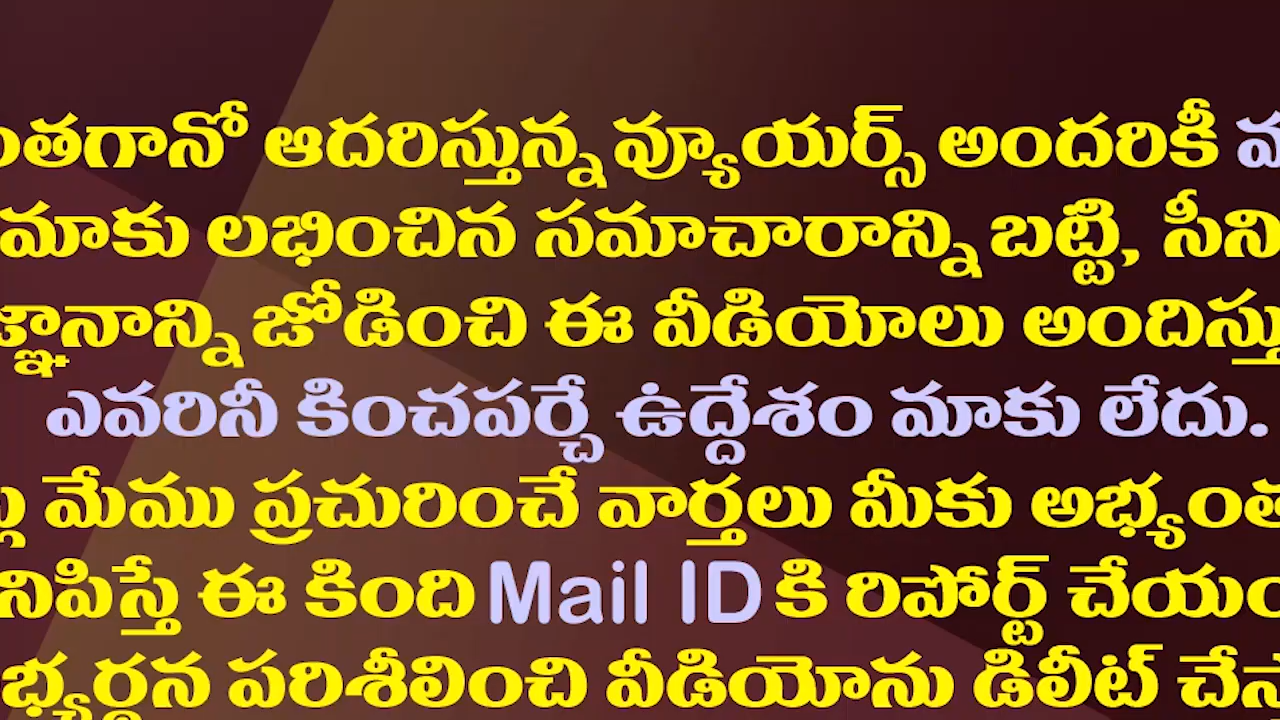 ంతగానో ఆదరిస్తున్న వ్యూయర్స్ అందరికీ
మాకు లభించిన సమాచారాన్ని బట్టి, సీని
జ్ఞానాన్ని జోడించి ఈ వీడియోలు అందిస్తు
ఎవరినీ కించపర్చే ఉద్దేశం మాకు లేదు.
మేము ప్రచురించే వార్తలు మీకు అభ్యంత
నిపిస్తే ఈ కింది Mail ID కి రిపోర్ట్ చేయం
భ్యర్థన పరిశీలించి వీడియోను డిలీట్ చేస